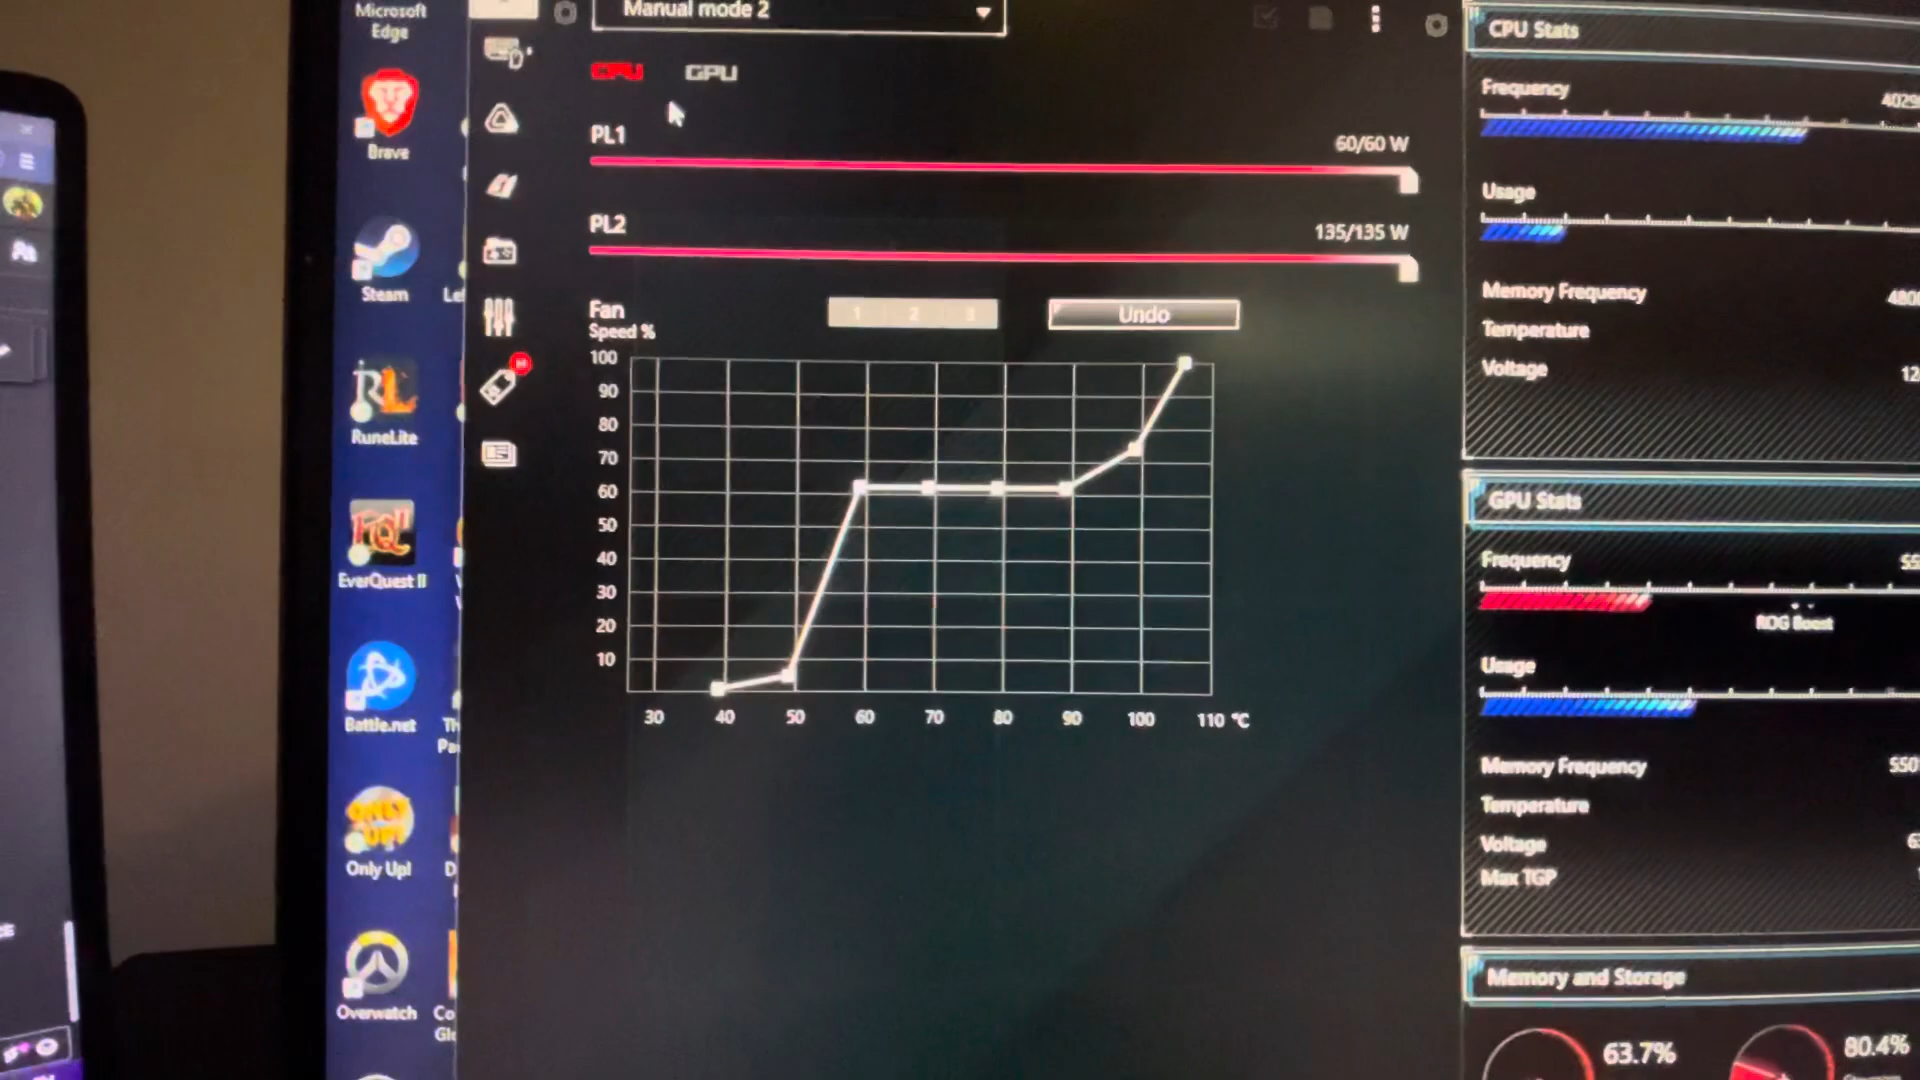 Microsoft
Edge
Brave
Steam
RuneLite
EverQuest II
Battle.net
Only Up!
Overwatch
Manual mode 2
CPU GPU
PL1 60/60 W
PL2 135/135 W
Fan
Speed %
1 2 3
Undo
100
90
80
70
60
50
40
30
20
10
30 40 50 60 70 80 90 100 110 °C
CPU Stats
Frequency
Usage
Memory Frequency
Temperature
Voltage
GPU Stats
Frequency
ROG Boost
Usage
Memory Frequency
Temperature
Voltage
Max TGP
Memory and Storage
63.7% 80.4%